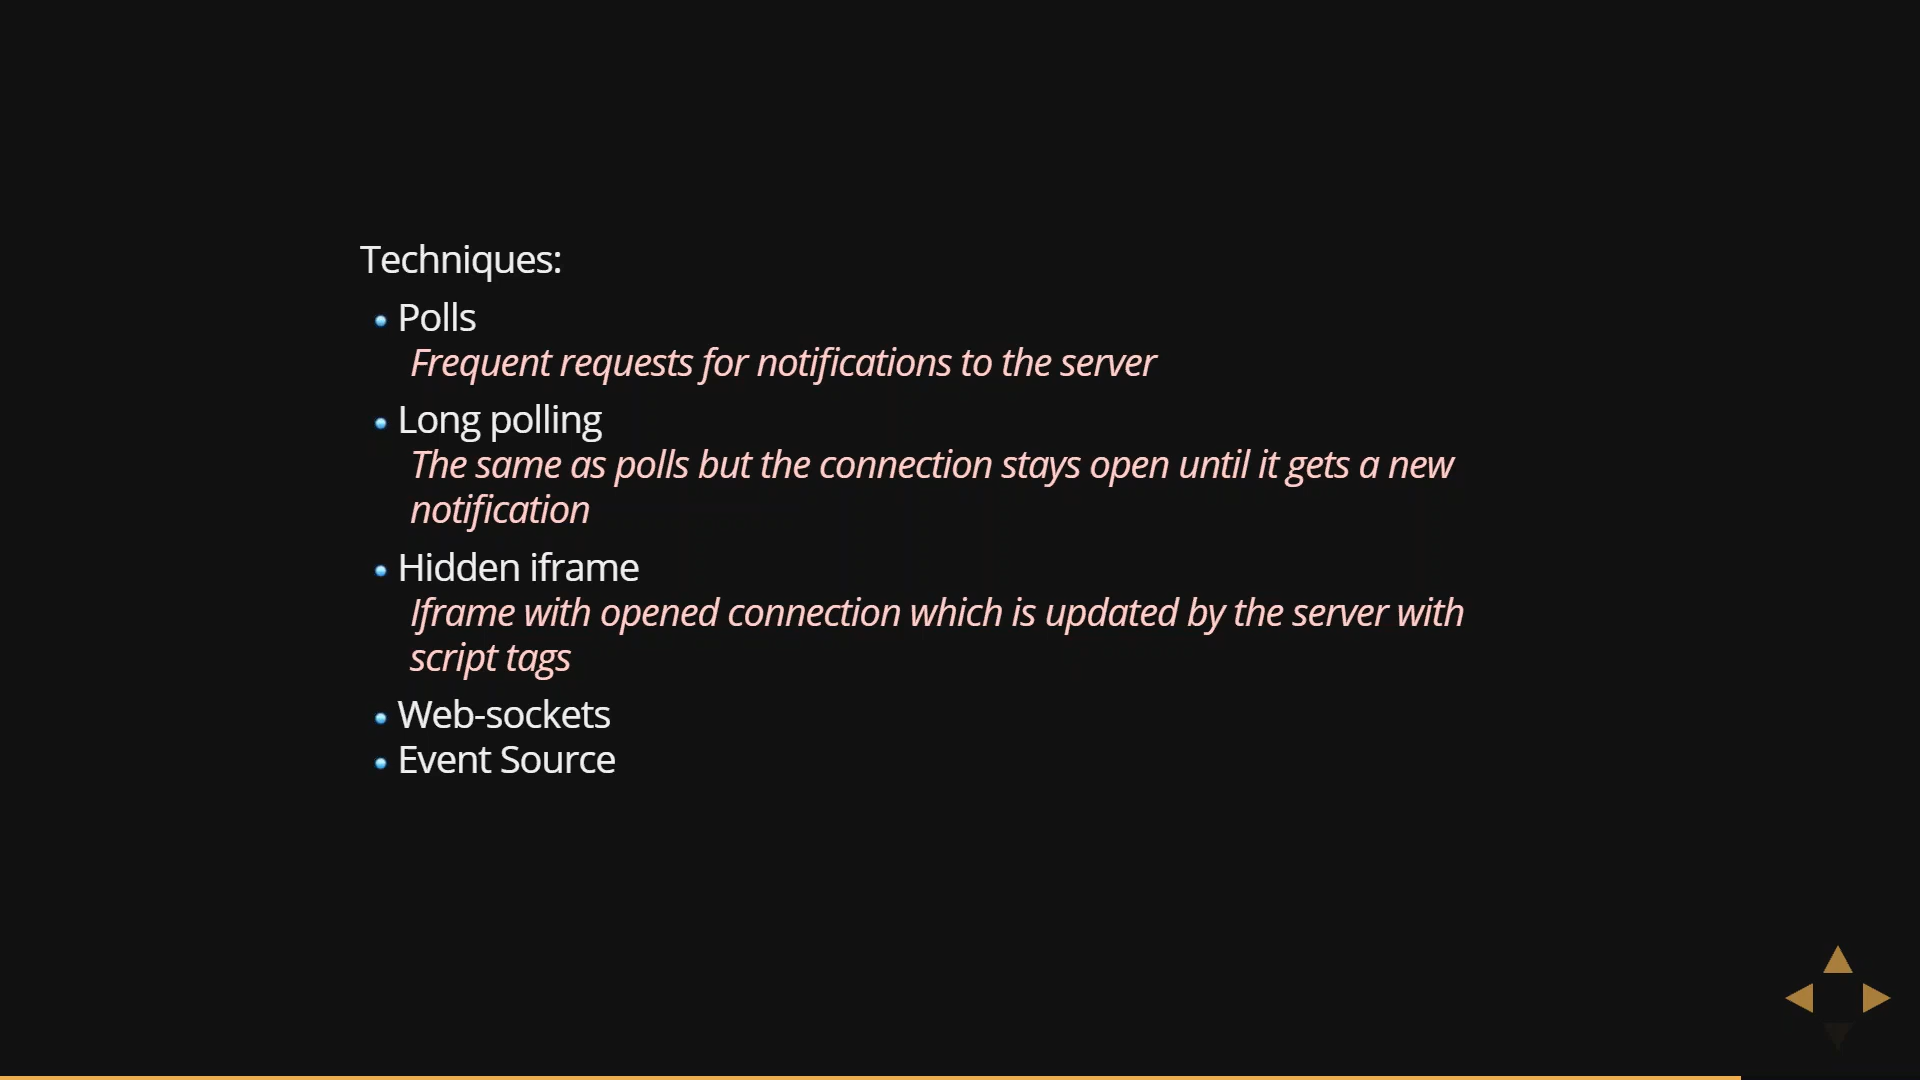 Techniques:
Polls
Frequent requests for notifications to the server
Long polling
The same as polls but the connection stays open until it gets a new
notification
Hidden iframe
Iframe with opened connection which is updated by the server with
script tags
Web-sockets
Event Source